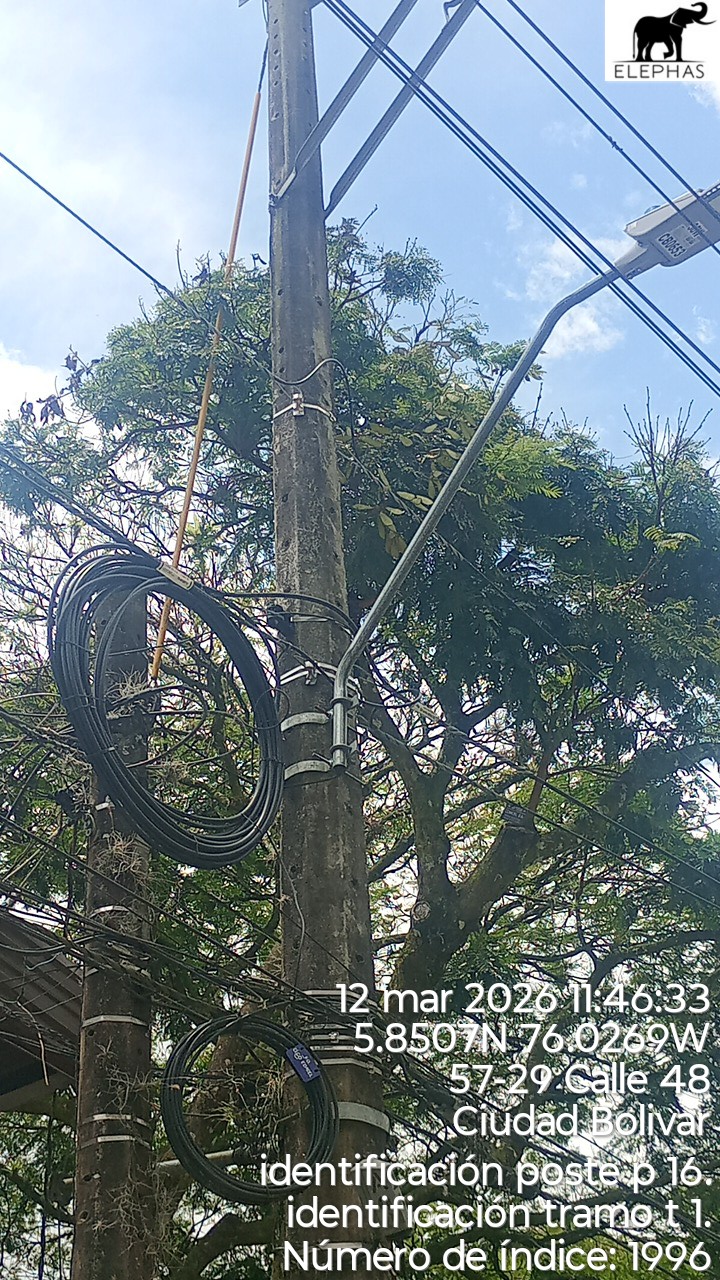 ELEPHAS
CB10653
12 mar 2026 11:46:33
5.8507N 76.0269W
57-29 Calle 48
Ciudad Bolívar
identificación poste p 16.
identificacion tramo t 1.
Número de índice: 1996